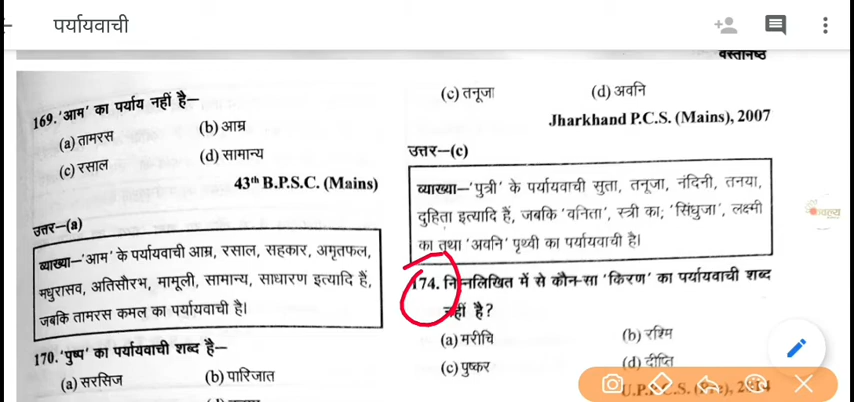 पर्यायवाची
वस्तुनिष्ठ
169. 'आम' का पर्याय नहीं है–
(a) तामरस (b) आम्र
(c) रसाल (d) सामान्य
43th B.P.S.C. (Mains)
उत्तर–(a)
व्याख्या–'आम' के पर्यायवाची आम्र, रसाल, सहकार, अमृतफल,
मधुरासव, अतिसौरभ, मामूली, सामान्य, साधारण इत्यादि हैं,
जबकि तामरस कमल का पर्यायवाची है।
170. 'पुष्प' का पर्यायवाची शब्द है–
(a) सरसिज (b) पारिजात
(c) तनूजा (d) अवनि
Jharkhand P.C.S. (Mains), 2007
उत्तर–(c)
व्याख्या–'पुत्री' के पर्यायवाची सुता, तनूजा, नंदिनी, तनया,
दुहिता इत्यादि हैं, जबकि 'वनिता', स्त्री का; 'सिंधुजा', लक्ष्मी
का तथा 'अवनि' पृथ्वी का पर्यायवाची है।
174. निम्नलिखित में से कौन-सा 'किरण' का पर्यायवाची शब्द
नहीं है?
(a) मरीचि (b) रश्मि
(c) पुष्कर (d) दीप्ति